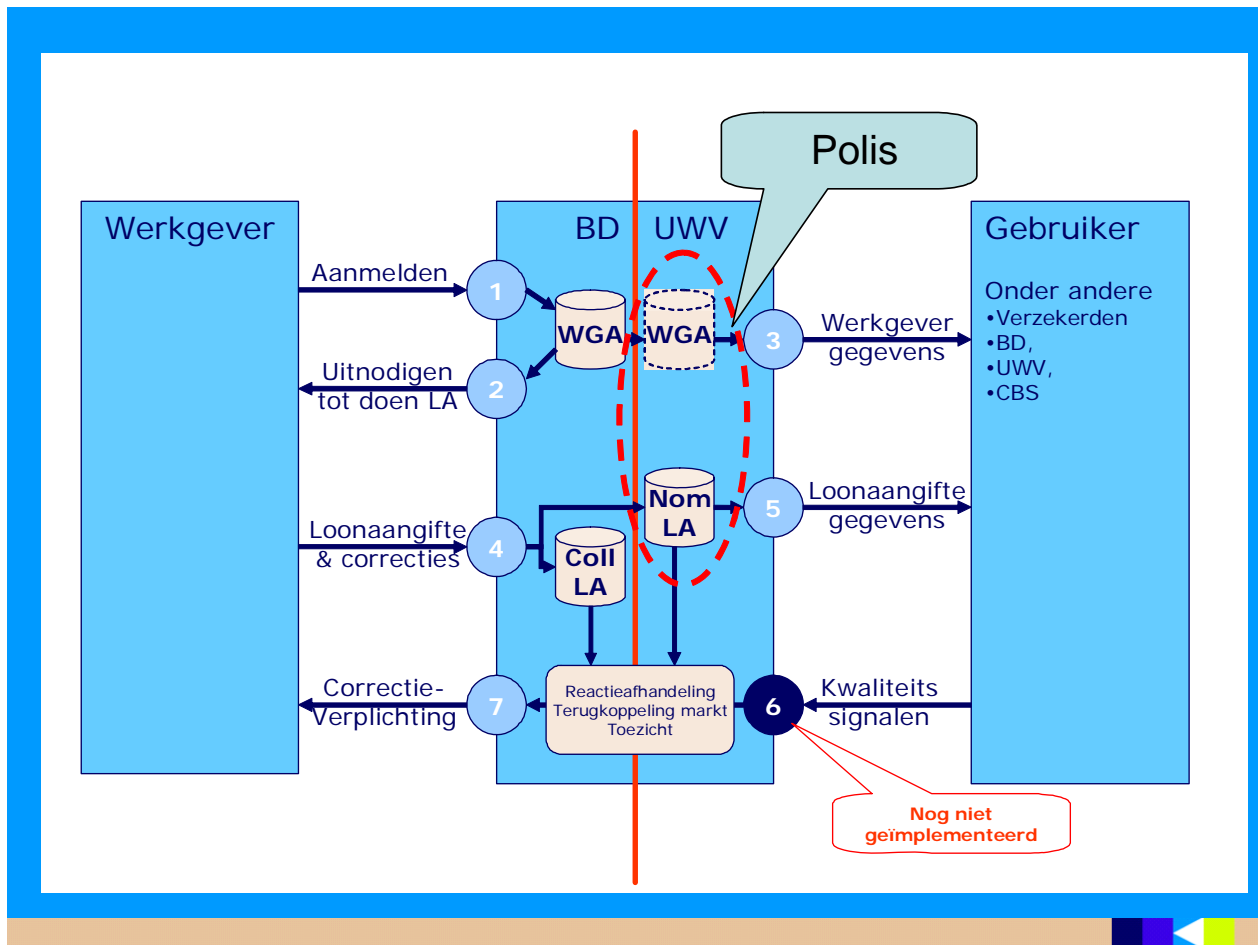 Polis
Werkgever
BD
UWV
Gebruiker
Onder andere
•Verzekerden
•BD,
•UWV,
•CBS
Aanmelden
1
WGA
WGA
3
Werkgever
gegevens
Uitnodigen
tot doen LA
2
Loonaangifte
& correcties
4
Coll
LA
Nom
LA
5
Loonaangifte
gegevens
Correctie-
Verplichting
7
Reactieafhandeling
Terugkoppeling markt
Toezicht
6
Kwaliteits
signalen
Nog niet
geïmplementeerd